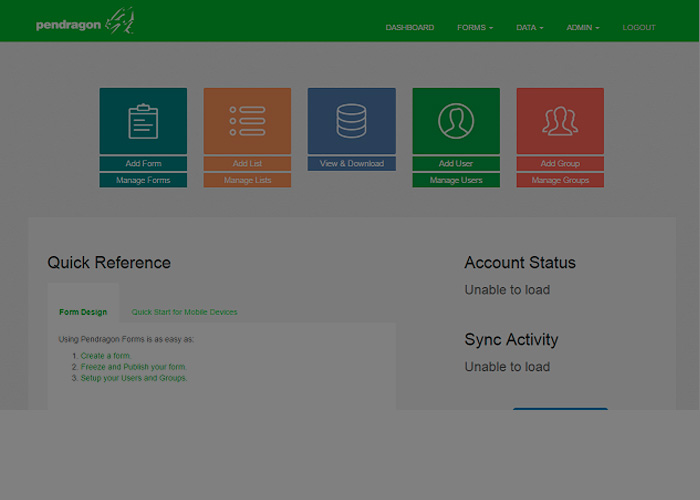 pendragon
DASHBOARD FORMS DATA ADMIN LOGOUT
Add Form Add List View & Download Add User Add Group
Manage Forms Manage Lists Manage Users Manage Groups
Quick Reference
Form Design Quick Start for Mobile Devices
Using Pendragon Forms is as easy as:
1. Create a form.
2. Freeze and Publish your form.
3. Setup your Users and Groups.
Account Status
Unable to load
Sync Activity
Unable to load